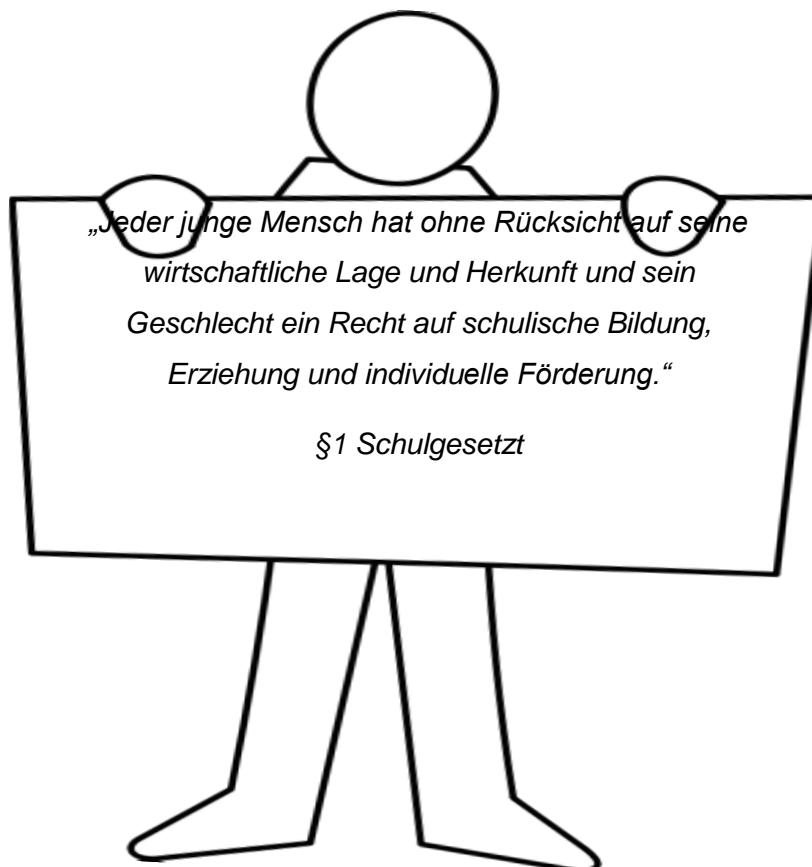 „Jeder junge Mensch hat ohne Rücksicht auf seine
wirtschaftliche Lage und Herkunft und sein
Geschlecht ein Recht auf schulische Bildung,
Erziehung und individuelle Förderung.“
§1 Schulgesetzt